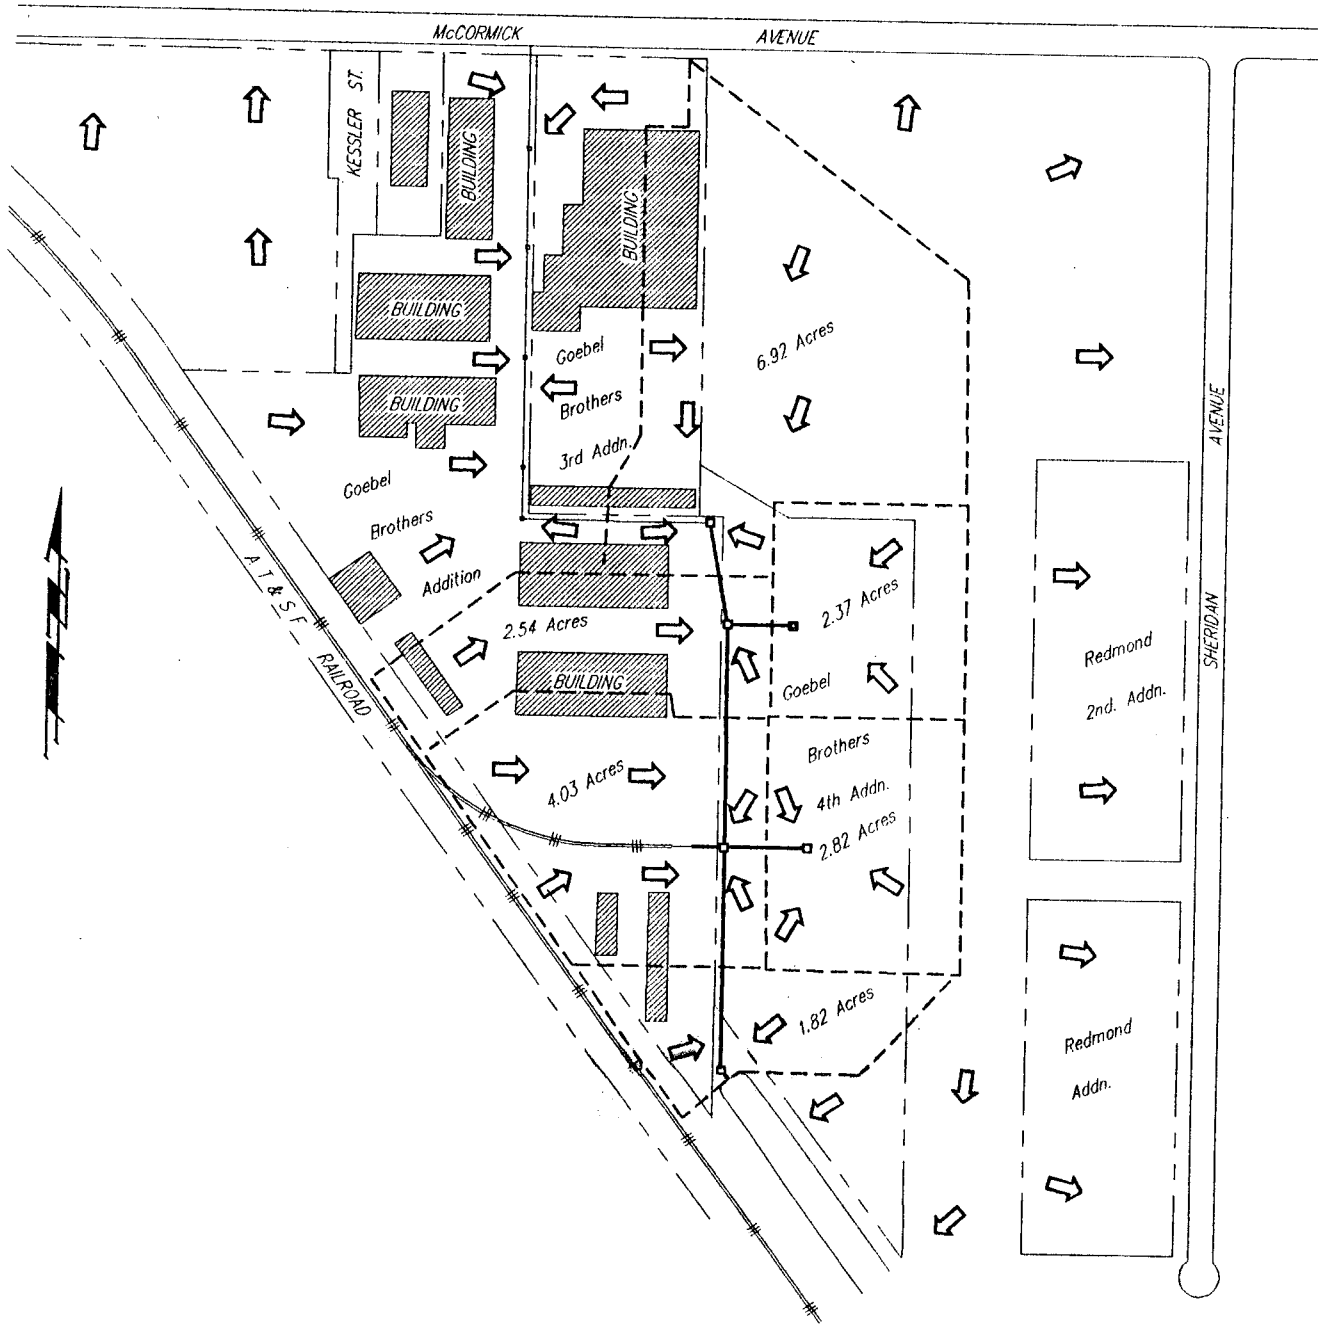 McCORMICK AVENUE
KESSLER ST.
BUILDING
BUILDING
BUILDING
BUILDING
Goebel
Brothers
3rd Addn.
6.92 Acres
Goebel
Brothers
Addition
A T & S F RAILROAD
2.54 Acres
BUILDING
2.37 Acres
Goebel
Brothers
4th Addn.
2.82 Acres
4.03 Acres
1.82 Acres
SHERIDAN AVENUE
Redmond
2nd. Addn.
Redmond
Addn.